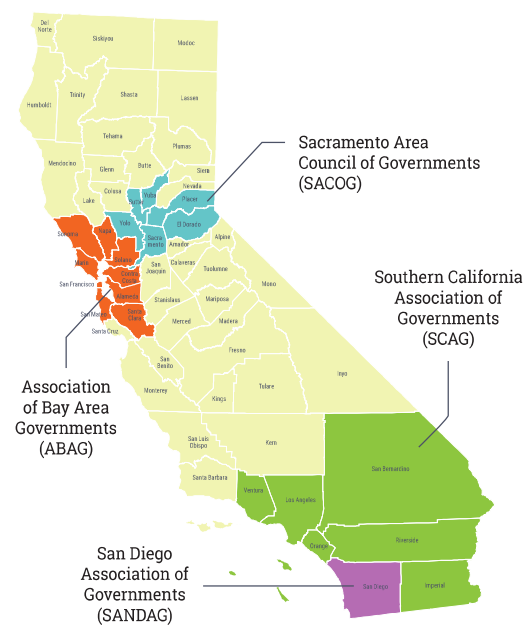 Del
Norte
Siskiyou
Modoc
Humboldt
Trinity
Shasta
Lassen
Tehama
Plumas
Mendocino
Glenn
Butte
Sierra
Nevada
Colusa
Lake
Sutter
Yuba
Placer
Yolo
El Dorado
Sacra
mento
Sonoma
Napa
Solano
Marin
Contra
Costa
San Francisco
Alameda
San Mateo
Santa
Clara
Santa Cruz
Amador
Alpine
San
Joaquin
Calaveras
Tuolumne
Mono
Stanislaus
Mariposa
Merced
Madera
Fresno
San
Benito
Monterey
Kings
Tulare
Inyo
San Luis
Obispo
Kern
Santa Barbara
Ventura
Los Angeles
San Bernardino
Orange
Riverside
San Diego
Imperial
Sacramento Area
Council of Governments
(SACOG)
Southern California
Association of
Governments
(SCAG)
Association
of Bay Area
Governments
(ABAG)
San Diego
Association of
Governments
(SANDAG)